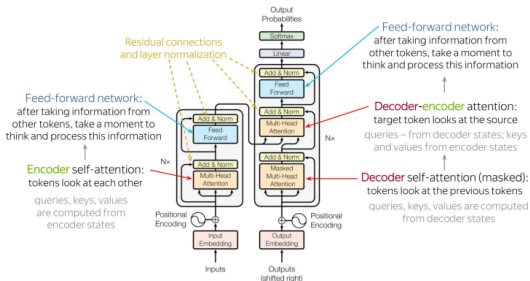 Output
Probabilities
Softmax
Linear
Residual connections
and layer normalization
Add & Norm
Feed
Forward
Add & Norm
Multi-Head
Attention
Add & Norm
Masked
Multi-Head
Attention
Nx
Add & Norm
Feed
Forward
Add & Norm
Multi-Head
Attention
Nx
Positional
Encoding
Positional
Encoding
Input
Embedding
Output
Embedding
Inputs
Outputs
(shifted right)
Feed-forward network:
after taking information from
other tokens, take a moment to
think and process this information
Encoder self-attention:
tokens look at each other
queries, keys, values
are computed from
encoder states
Feed-forward network:
after taking information from
other tokens, take a moment to
think and process this information
Decoder-encoder attention:
target token looks at the source
queries – from decoder states; keys
and values from encoder states
Decoder self-attention (masked):
tokens look at the previous tokens
queries, keys, values are computed
from decoder states